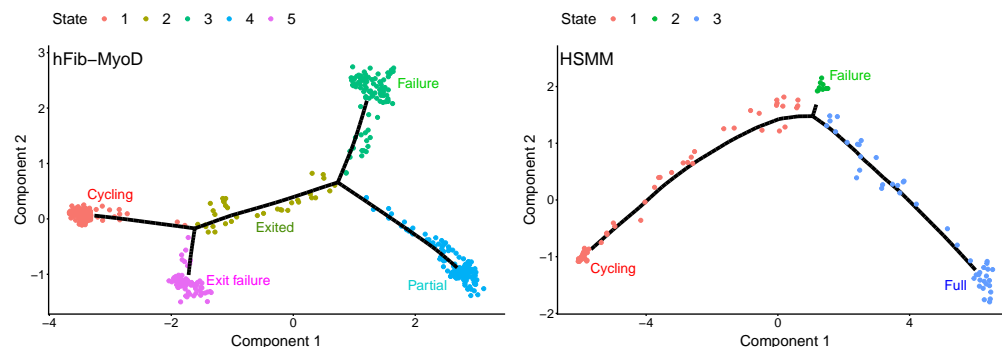 State 1 2 3 4 5
hFib−MyoD
3
2
1
0
−1
Component 2
Failure
Cycling
Exited
Exit failure
Partial
−4 −2 0 2
Component 1
State 1 2 3
HSMM
2
1
0
−1
−2
Component 2
Failure
Cycling
Full
−4 0 4
Component 1